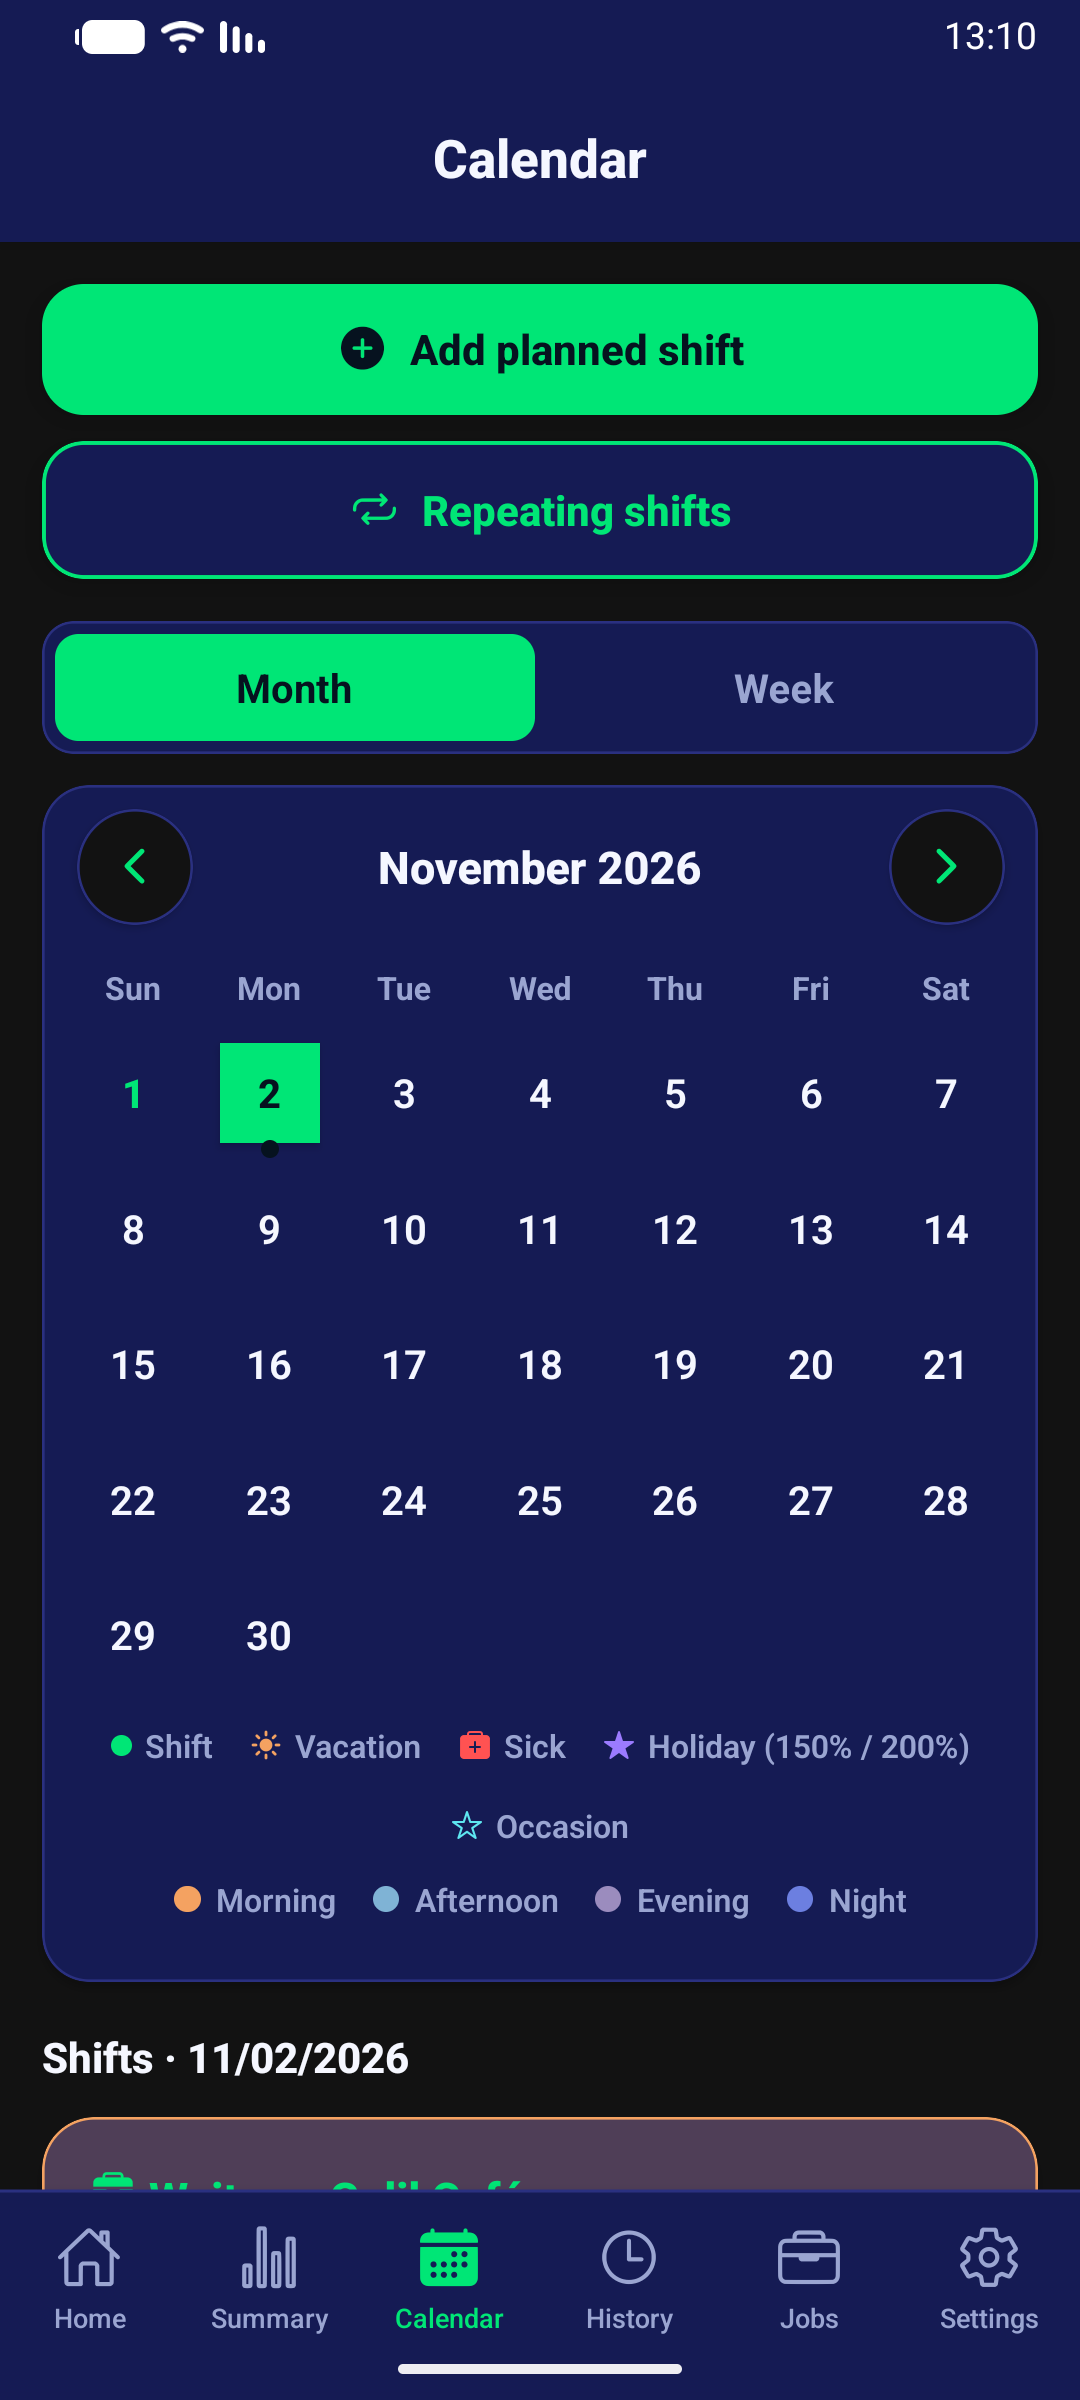 13:10
Calendar
Add planned shift
Repeating shifts
Month Week
November 2026
Sun Mon Tue Wed Thu Fri Sat
1 2 3 4 5 6 7
8 9 10 11 12 13 14
15 16 17 18 19 20 21
22 23 24 25 26 27 28
29 30
Shift Vacation Sick Holiday (150% / 200%)
Occasion
Morning Afternoon Evening Night
Shifts · 11/02/2026
Home Summary Calendar History Jobs Settings